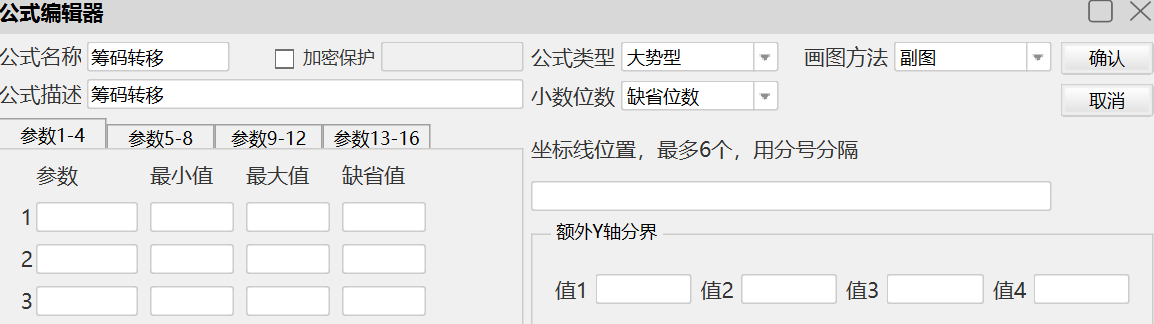 公式编辑器
公式名称 筹码转移 加密保护 公式类型 大势型 画图方法 副图 确认
公式描述 筹码转移 小数位数 缺省位数 取消
参数1-4 参数5-8 参数9-12 参数13-16
坐标线位置，最多6个，用分号分隔
参数 最小值 最大值 缺省值
1
2
3
额外Y轴分界
值1 值2 值3 值4